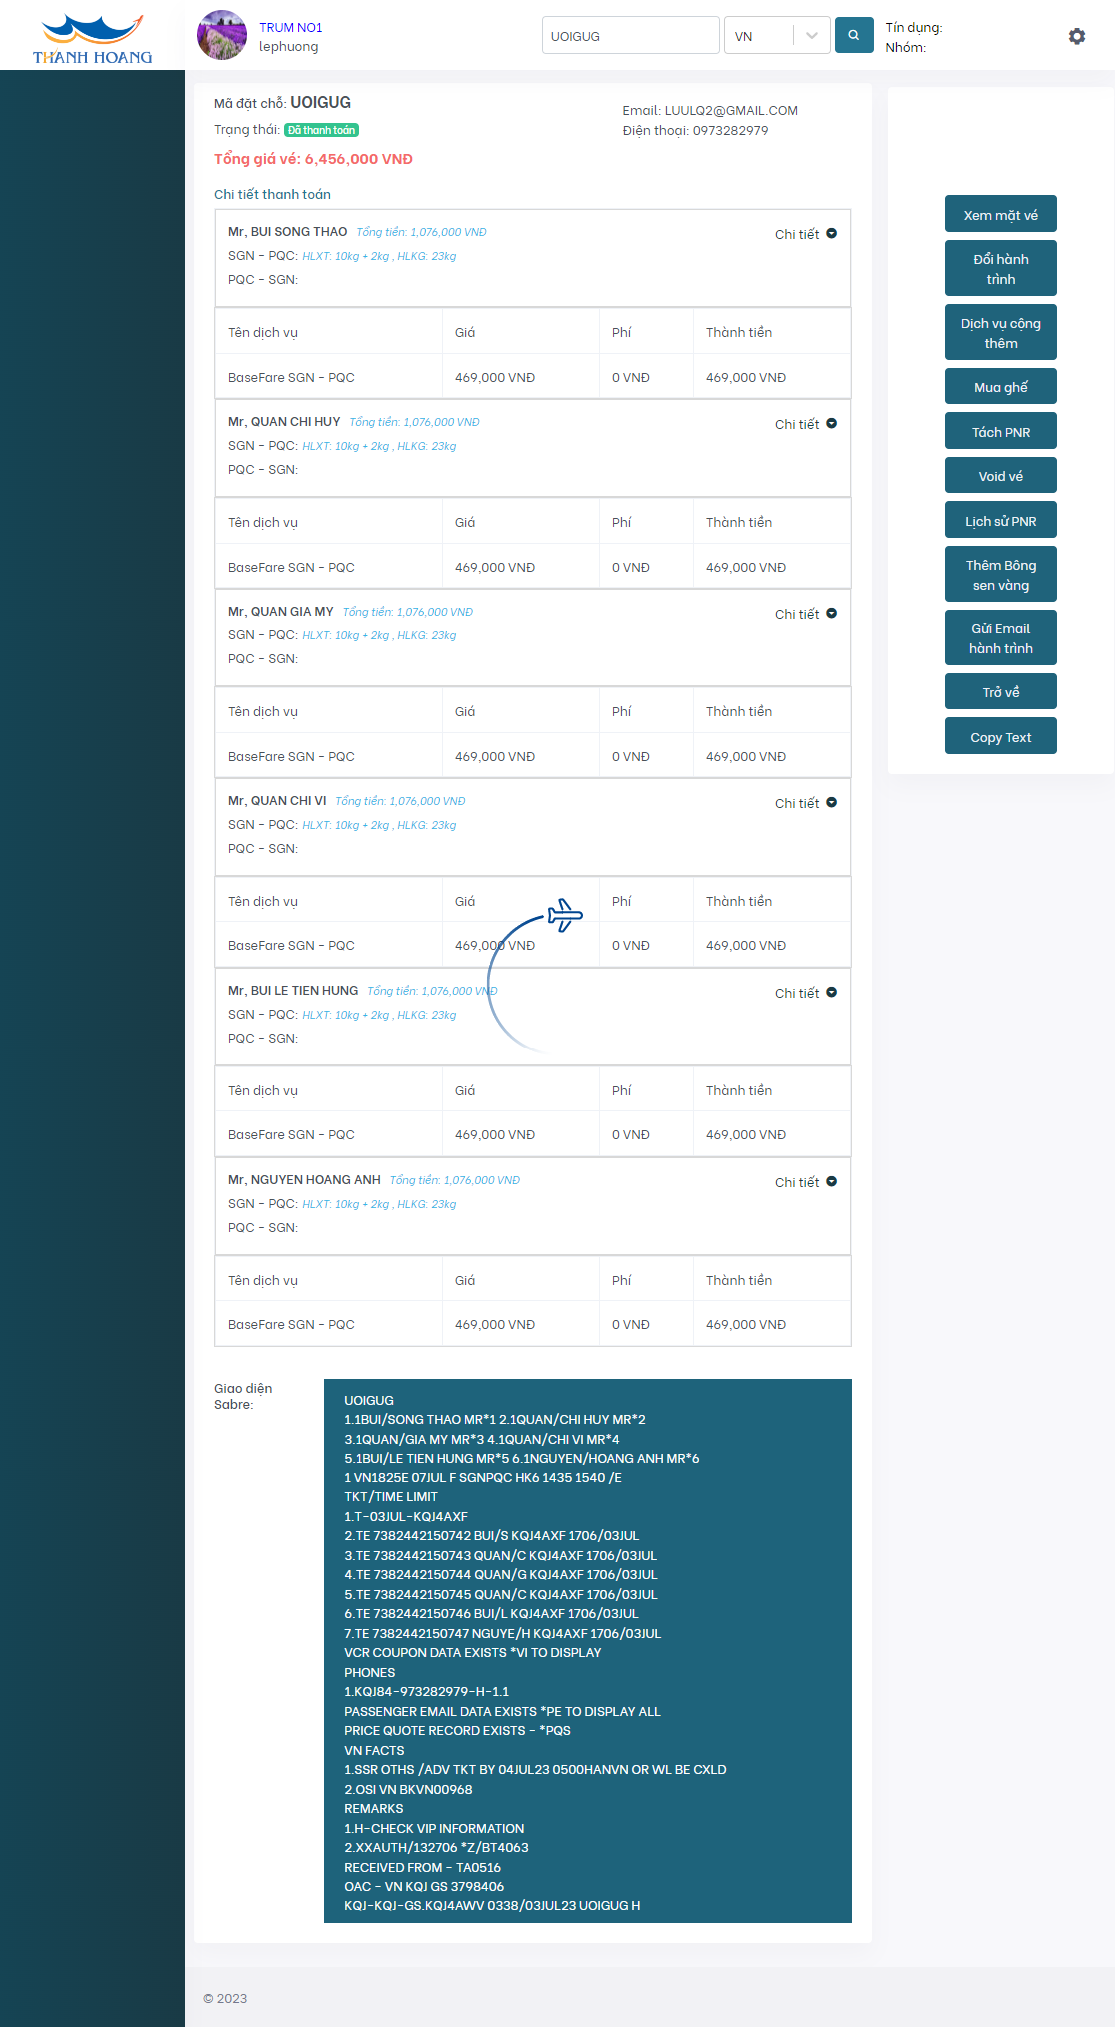 THANH HOANG
TRUM NO1
lephuong
UOIGUG
VN
Tín dụng:
Nhóm:
Mã đặt chỗ: UOIGUG
Trạng thái: Đã thanh toán
Tổng giá vé: 6,456,000 VNĐ
Email: LUULQ2@GMAIL.COM
Điện thoại: 0973282979
Chi tiết thanh toán
Mr, BUI SONG THAO Tổng tiền: 1,076,000 VNĐ
Chi tiết
SGN - PQC: HLXT: 10kg + 2kg , HLKG: 23kg
PQC - SGN:
Tên dịch vụ Giá Phí Thành tiền
BaseFare SGN - PQC 469,000 VNĐ 0 VNĐ 469,000 VNĐ
Mr, QUAN CHI HUY Tổng tiền: 1,076,000 VNĐ
Chi tiết
SGN - PQC: HLXT: 10kg + 2kg , HLKG: 23kg
PQC - SGN:
Tên dịch vụ Giá Phí Thành tiền
BaseFare SGN - PQC 469,000 VNĐ 0 VNĐ 469,000 VNĐ
Mr, QUAN GIA MY Tổng tiền: 1,076,000 VNĐ
Chi tiết
SGN - PQC: HLXT: 10kg + 2kg , HLKG: 23kg
PQC - SGN:
Tên dịch vụ Giá Phí Thành tiền
BaseFare SGN - PQC 469,000 VNĐ 0 VNĐ 469,000 VNĐ
Mr, QUAN CHI VI Tổng tiền: 1,076,000 VNĐ
Chi tiết
SGN - PQC: HLXT: 10kg + 2kg , HLKG: 23kg
PQC - SGN:
Tên dịch vụ Giá Phí Thành tiền
BaseFare SGN - PQC 469,000 VNĐ 0 VNĐ 469,000 VNĐ
Mr, BUI LE TIEN HUNG Tổng tiền: 1,076,000 VNĐ
Chi tiết
SGN - PQC: HLXT: 10kg + 2kg , HLKG: 23kg
PQC - SGN:
Tên dịch vụ Giá Phí Thành tiền
BaseFare SGN - PQC 469,000 VNĐ 0 VNĐ 469,000 VNĐ
Mr, NGUYEN HOANG ANH Tổng tiền: 1,076,000 VNĐ
Chi tiết
SGN - PQC: HLXT: 10kg + 2kg , HLKG: 23kg
PQC - SGN:
Tên dịch vụ Giá Phí Thành tiền
BaseFare SGN - PQC 469,000 VNĐ 0 VNĐ 469,000 VNĐ
Giao diện
Sabre:
UOIGUG
1.1BUI/SONG THAO MR*1 2.1QUAN/CHI HUY MR*2
3.1QUAN/GIA MY MR*3 4.1QUAN/CHI VI MR*4
5.1BUI/LE TIEN HUNG MR*5 6.1NGUYEN/HOANG ANH MR*6
1 VN1825E 07JUL F SGNPQC HK6 1435 1540 /E
TKT/TIME LIMIT
1.T-03JUL-KQJ4AXF
2.TE 7382442150742 BUI/S KQJ4AXF 1706/03JUL
3.TE 7382442150743 QUAN/C KQJ4AXF 1706/03JUL
4.TE 7382442150744 QUAN/G KQJ4AXF 1706/03JUL
5.TE 7382442150745 QUAN/C KQJ4AXF 1706/03JUL
6.TE 7382442150746 BUI/L KQJ4AXF 1706/03JUL
7.TE 7382442150747 NGUYE/H KQJ4AXF 1706/03JUL
VCR COUPON DATA EXISTS *VI TO DISPLAY
PHONES
1.KQJ84-973282979-H-1.1
PASSENGER EMAIL DATA EXISTS *PE TO DISPLAY ALL
PRICE QUOTE RECORD EXISTS - *PQS
VN FACTS
1.SSR OTHS /ADV TKT BY 04JUL23 0500HANVN OR WL BE CXLD
2.OSI VN BKVN00968
REMARKS
1.H-CHECK VIP INFORMATION
2.XXAUTH/132706 *Z/BT4063
RECEIVED FROM - TA0516
OAC - VN KQJ GS 3798406
KQJ-KQJ-GS.KQJ4AWV 0338/03JUL23 UOIGUG H
Xem mặt vé
Đổi hành
trình
Dịch vụ cộng
thêm
Mua ghế
Tách PNR
Void vé
Lịch sử PNR
Thêm Bông
sen vàng
Gửi Email
hành trình
Trở về
Copy Text
© 2023